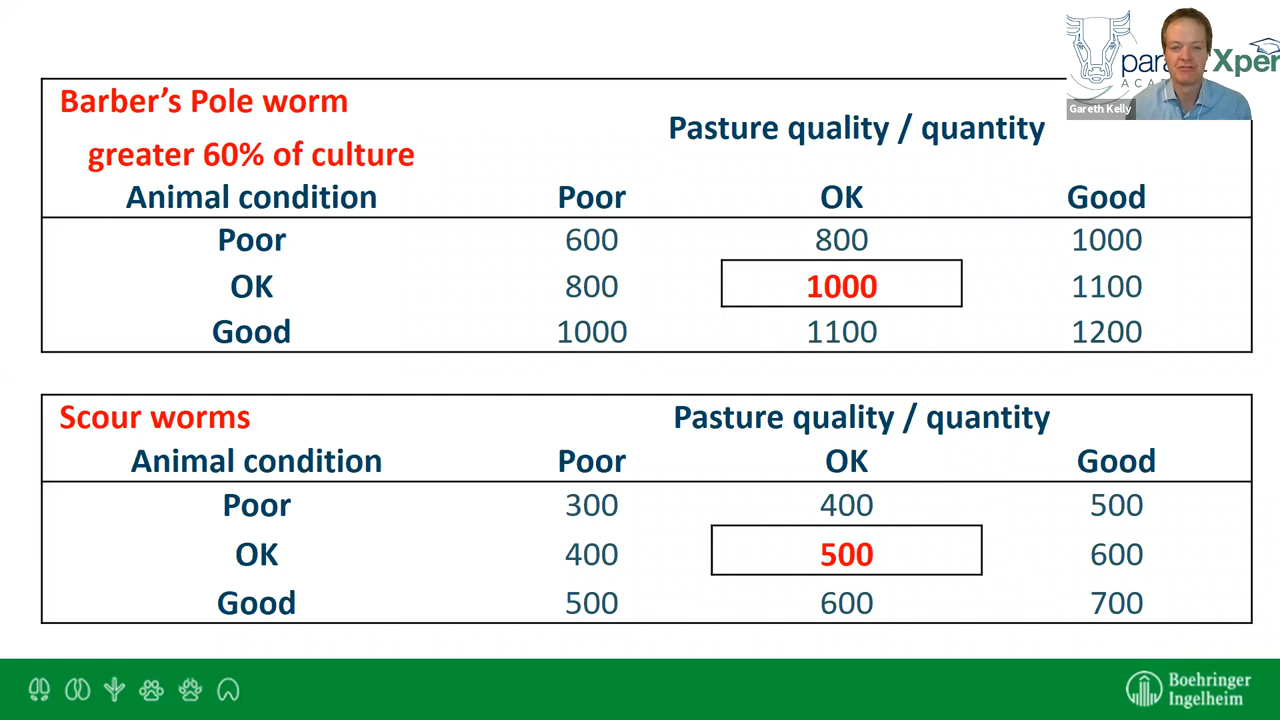 Barber's Pole worm
greater 60% of culture
Pasture quality / quantity
Animal condition Poor OK Good
Poor 600 800 1000
OK 800 1000 1100
Good 1000 1100 1200
Scour worms Pasture quality / quantity
Animal condition Poor OK Good
Poor 300 400 500
OK 400 500 600
Good 500 600 700
Gareth Kelly
Boehringer
Ingelheim